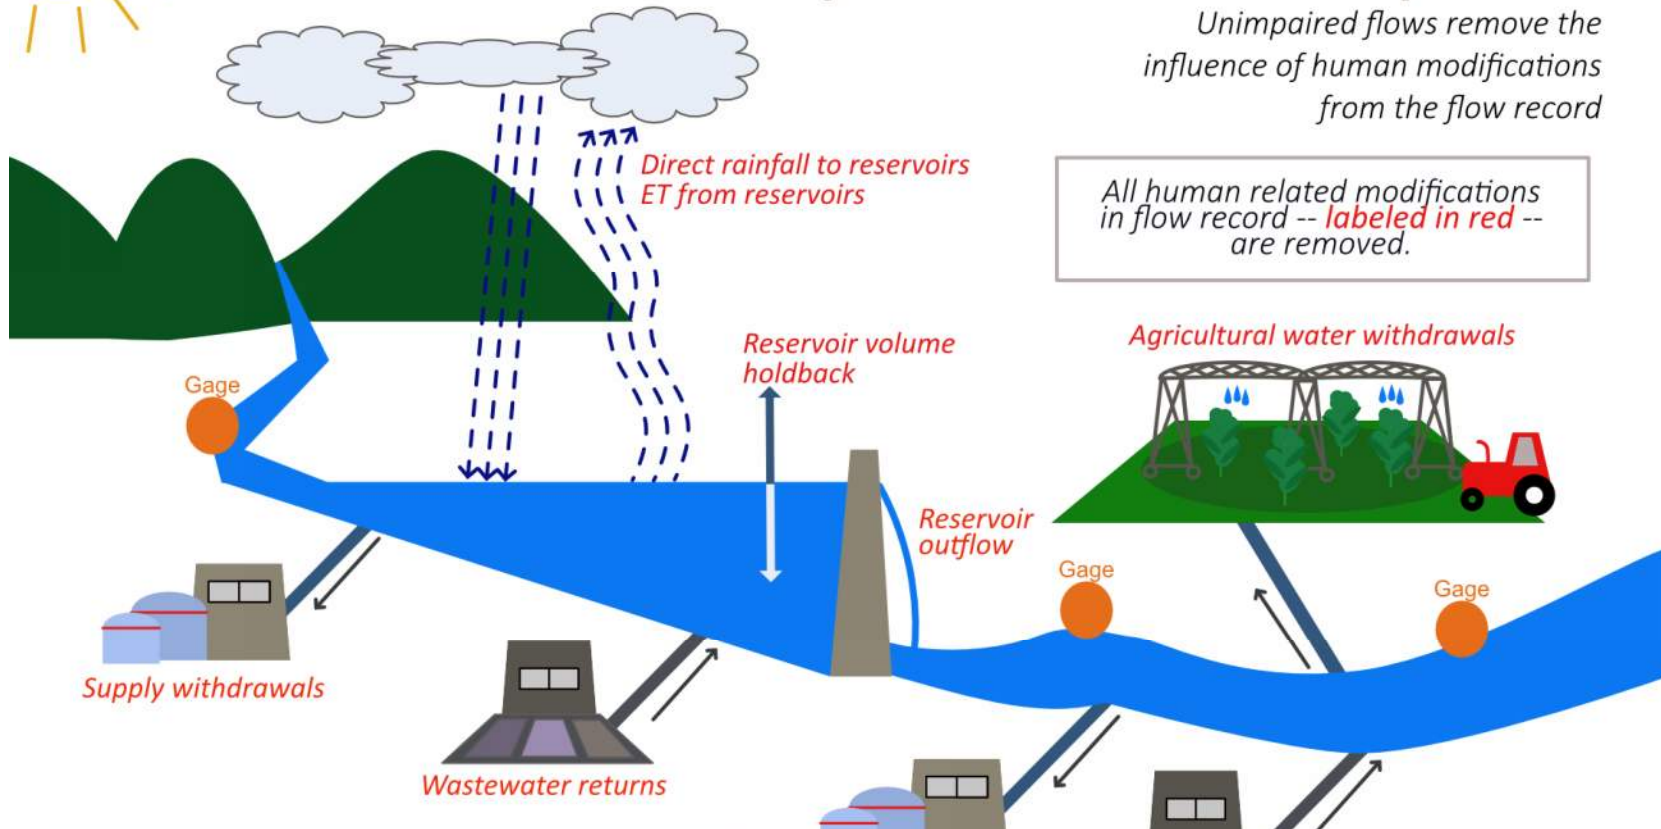 Unimpaired flows remove the
influence of human modifications
from the flow record
Direct rainfall to reservoirs
ET from reservoirs
All human related modifications
in flow record -- labeled in red --
are removed.
Reservoir volume
holdback
Agricultural water withdrawals
Gage
Reservoir
outflow
Gage
Gage
Supply withdrawals
Wastewater returns